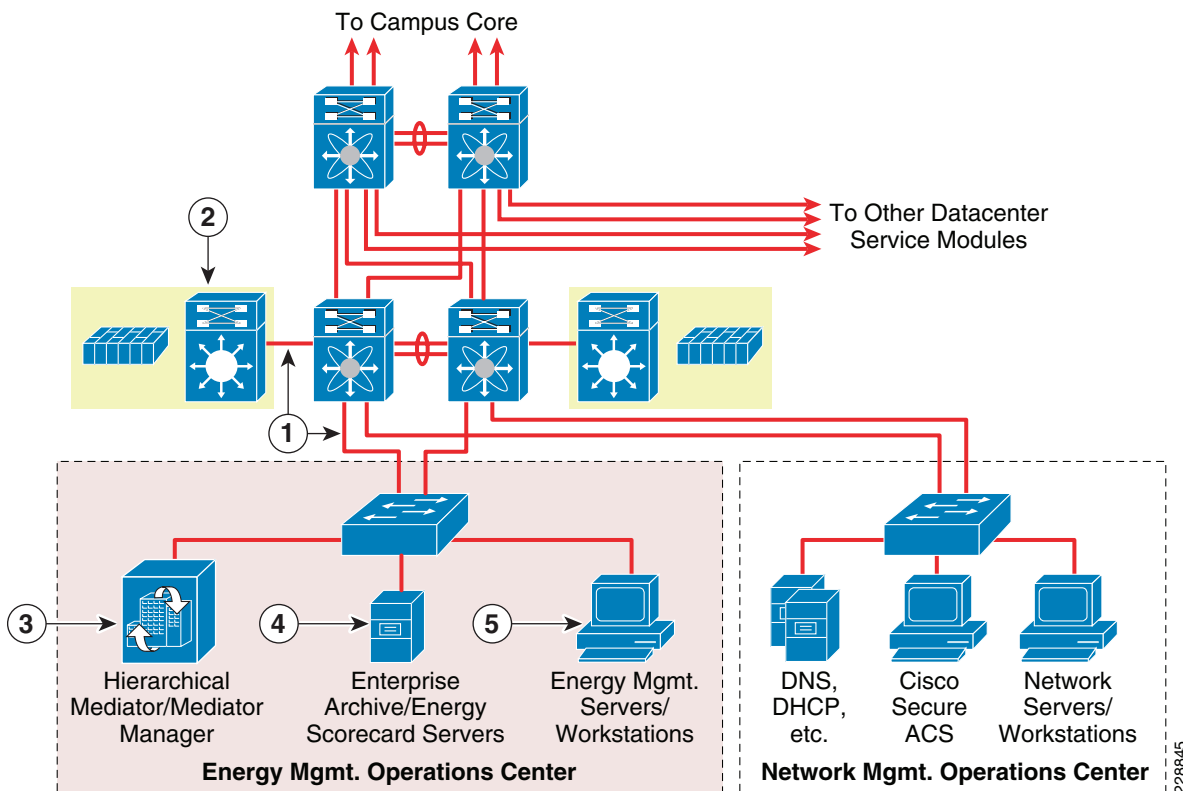 To Campus Core
2
To Other Datacenter
Service Modules
1
3
4
5
Hierarchical
Mediator/Mediator
Manager
Enterprise
Archive/Energy
Scorecard Servers
Energy Mgmt.
Servers/
Workstations
DNS,
DHCP,
etc.
Cisco
Secure
ACS
Network
Servers/
Workstations
Energy Mgmt. Operations Center
Network Mgmt. Operations Center
228845